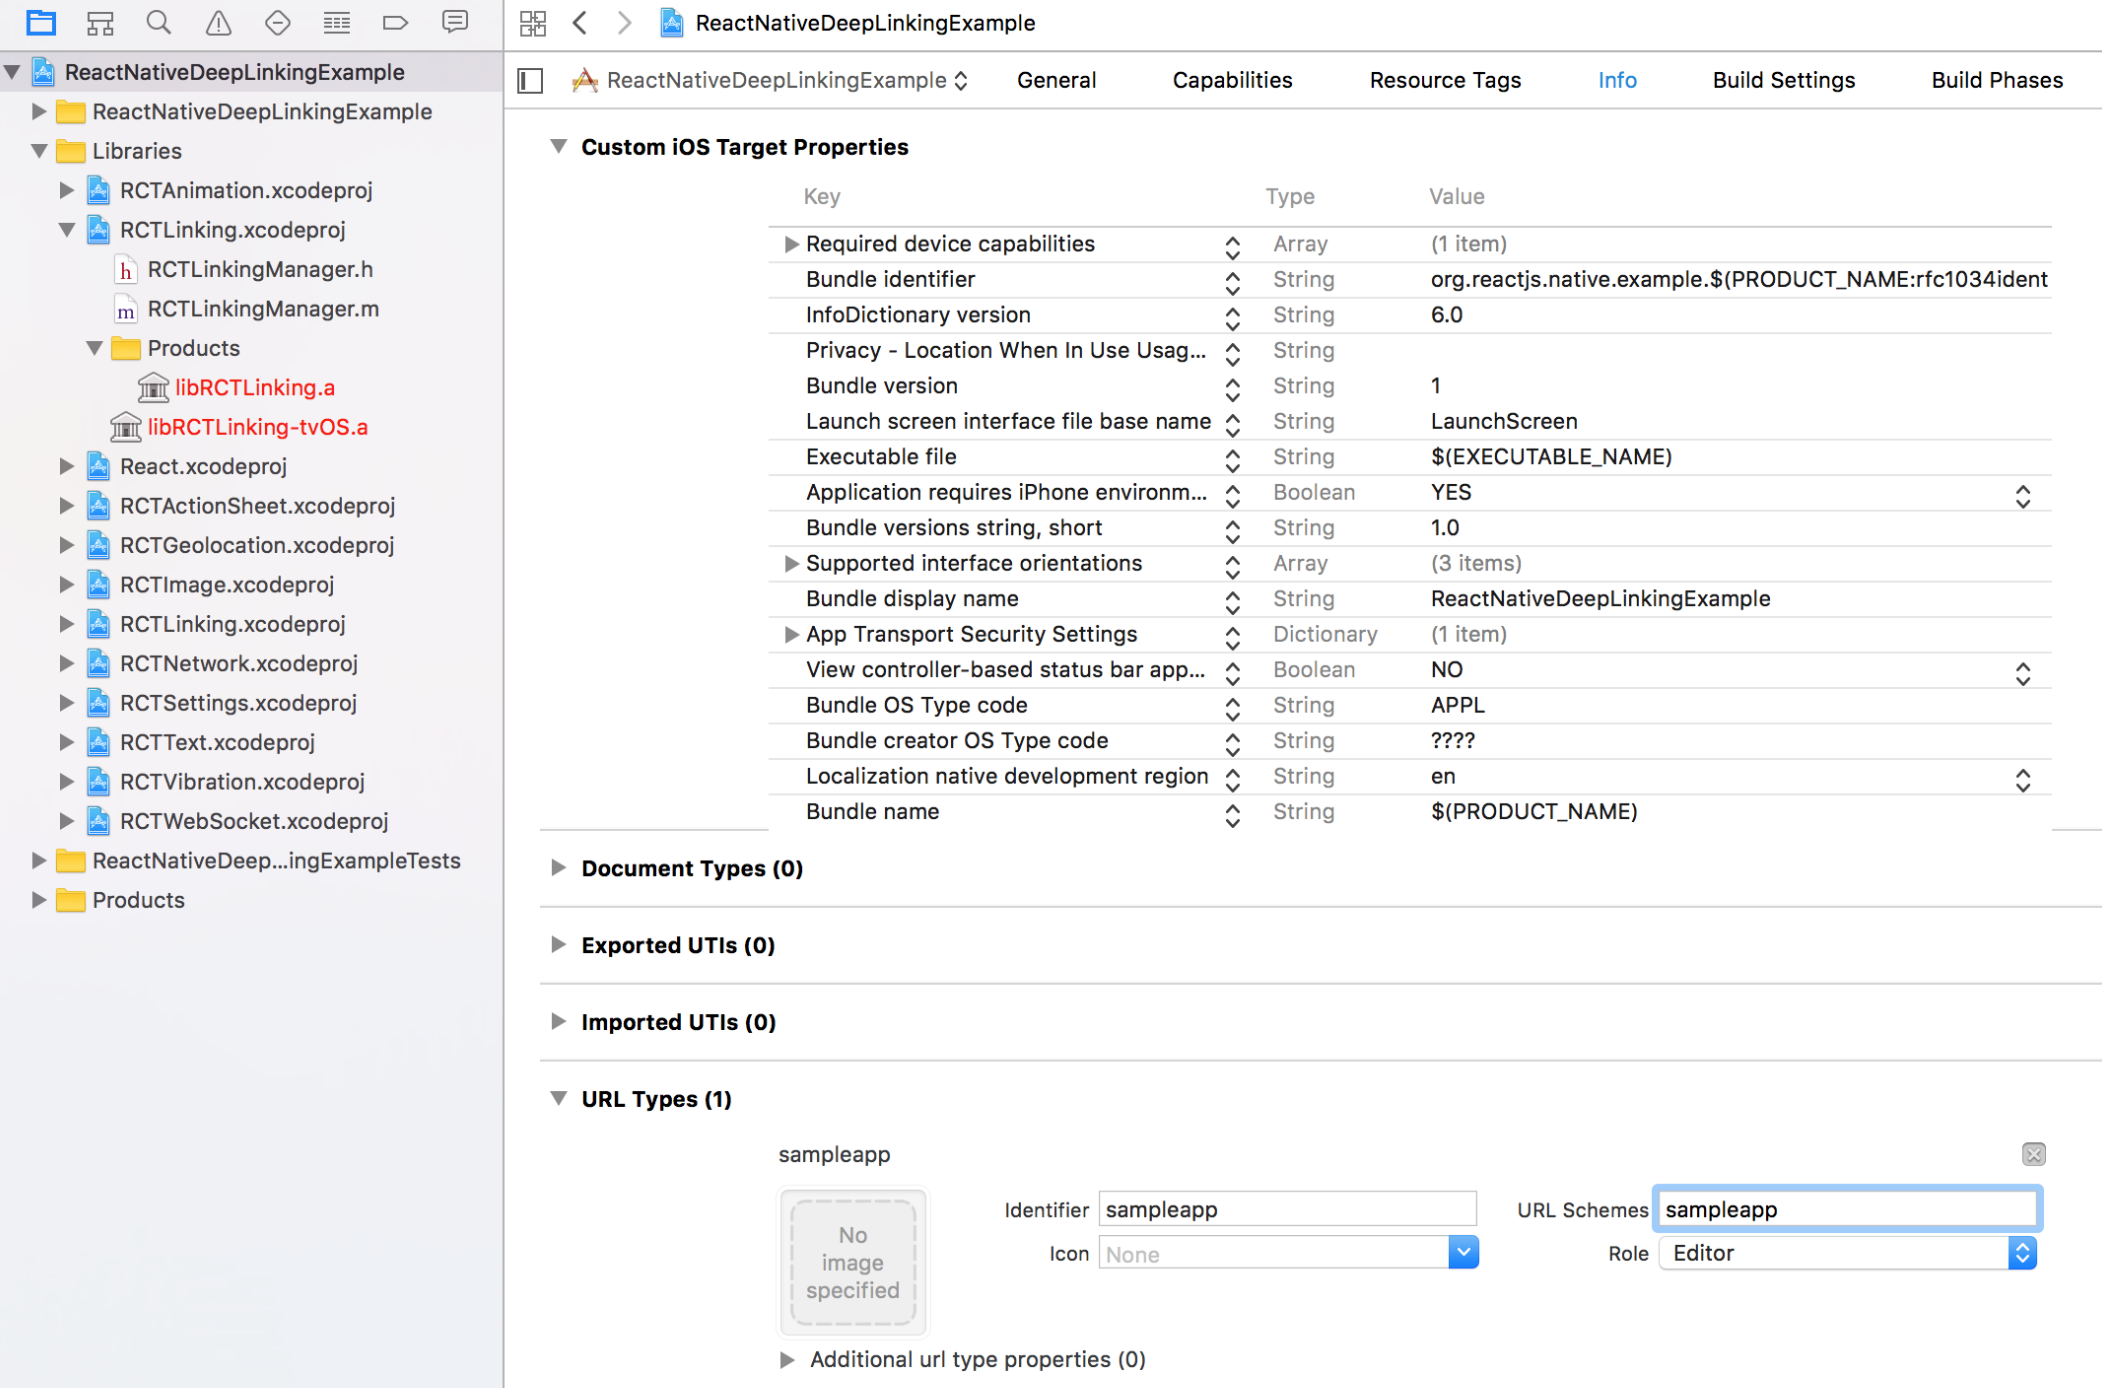 ReactNativeDeepLinkingExample
ReactNativeDeepLinkingExample
ReactNativeDeepLinkingExample
Libraries
RCTAnimation.xcodeproj
RCTLinking.xcodeproj
h RCTLinkingManager.h
m RCTLinkingManager.m
Products
libRCTLinking.a
libRCTLinking-tvOS.a
React.xcodeproj
RCTActionSheet.xcodeproj
RCTGeolocation.xcodeproj
RCTImage.xcodeproj
RCTLinking.xcodeproj
RCTNetwork.xcodeproj
RCTSettings.xcodeproj
RCTText.xcodeproj
RCTVibration.xcodeproj
RCTWebSocket.xcodeproj
ReactNativeDeep...ingExampleTests
Products
ReactNativeDeepLinkingExample General Capabilities Resource Tags Info Build Settings Build Phases
Custom iOS Target Properties
Key Type Value
Required device capabilities Array (1 item)
Bundle identifier String org.reactjs.native.example.$(PRODUCT_NAME:rfc1034ident
InfoDictionary version String 6.0
Privacy - Location When In Use Usag... String
Bundle version String 1
Launch screen interface file base name String LaunchScreen
Executable file String $(EXECUTABLE_NAME)
Application requires iPhone environm... Boolean YES
Bundle versions string, short String 1.0
Supported interface orientations Array (3 items)
Bundle display name String ReactNativeDeepLinkingExample
App Transport Security Settings Dictionary (1 item)
View controller-based status bar app... Boolean NO
Bundle OS Type code String APPL
Bundle creator OS Type code String ????
Localization native development region String en
Bundle name String $(PRODUCT_NAME)
Document Types (0)
Exported UTIs (0)
Imported UTIs (0)
URL Types (1)
sampleapp
No
image
specified
Identifier sampleapp URL Schemes sampleapp
Icon None Role Editor
Additional url type properties (0)